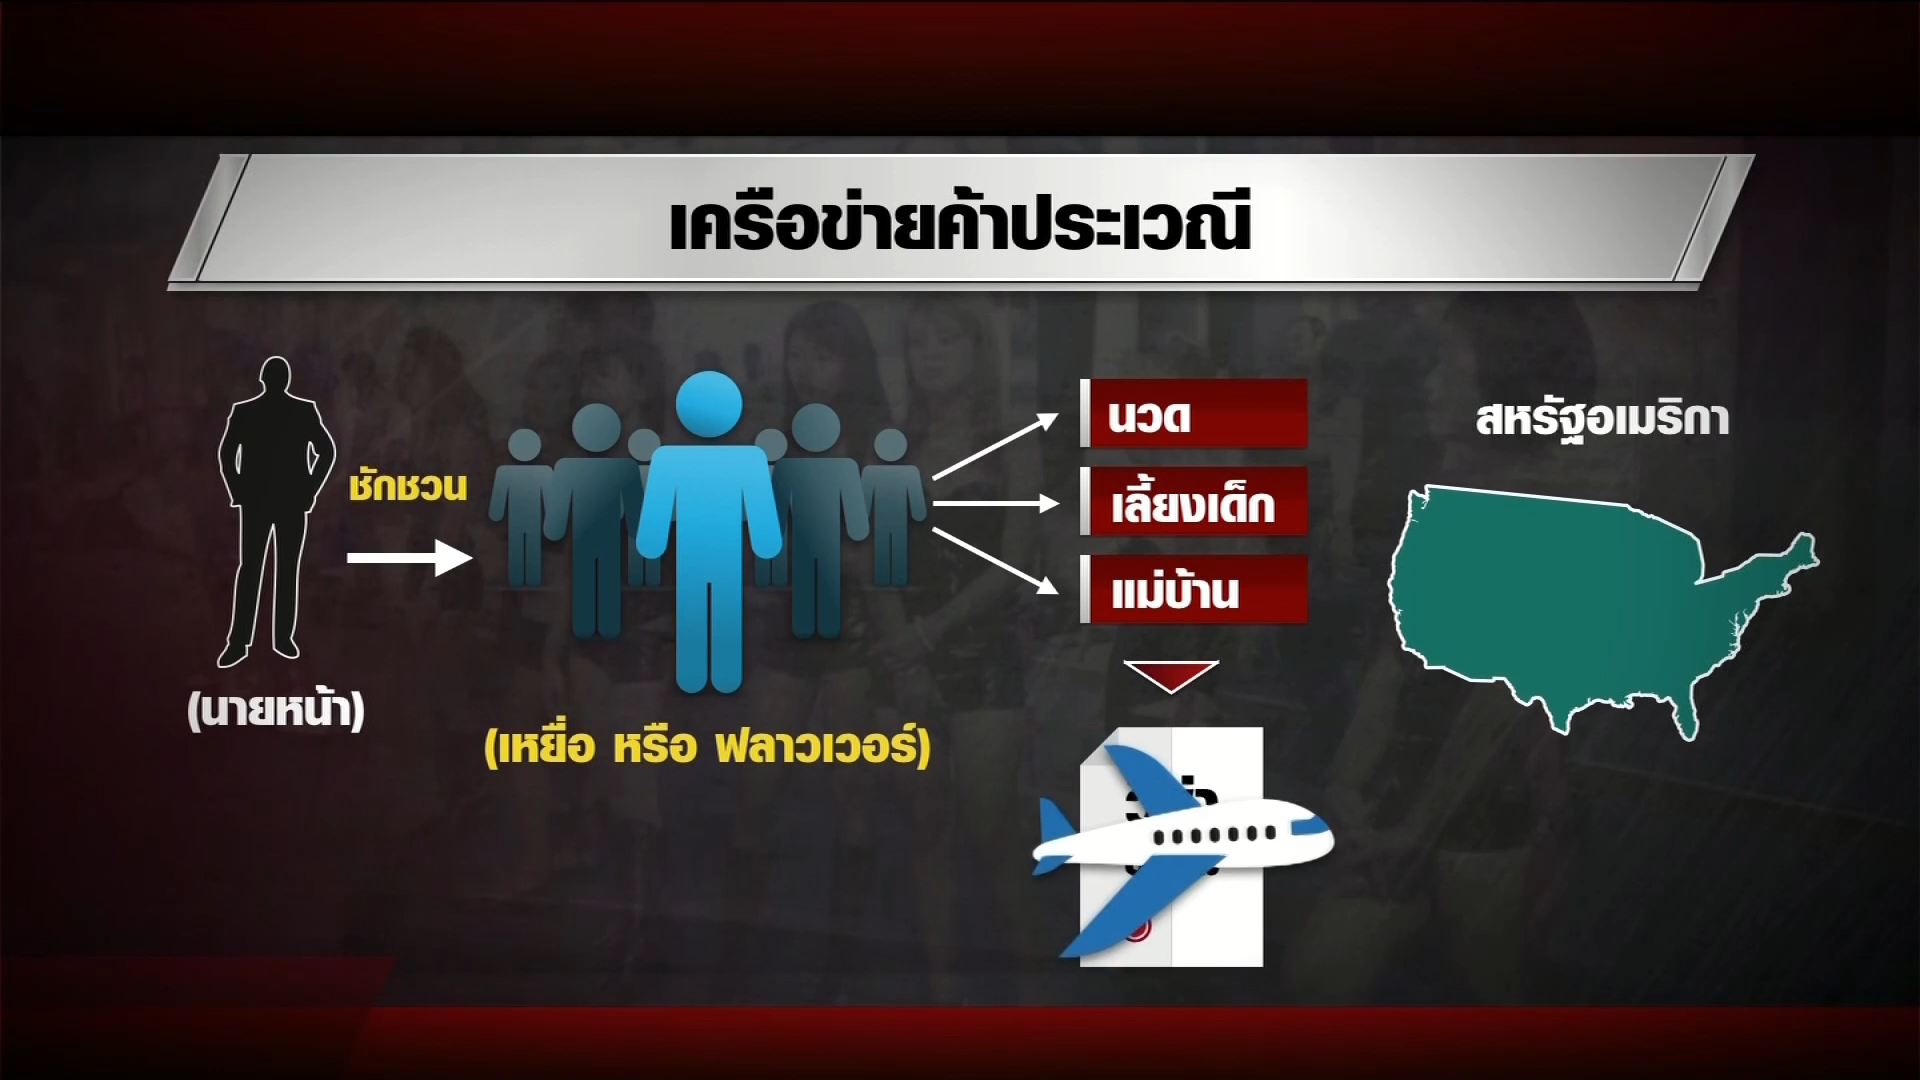 เครือข่ายค้าประเวณี
ชักชวน
(นายหน้า)
(เหยื่อ หรือ ฟลาวเวอร์)
นวด
เลี้ยงเด็ก
แม่บ้าน
สหรัฐอเมริกา